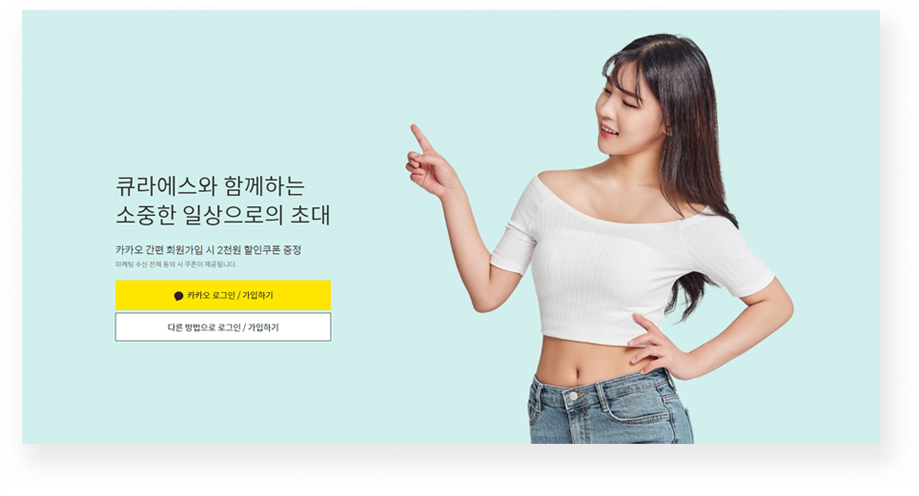 큐라에스와 함께하는
소중한 일상으로의 초대
카카오 간편 회원가입 시 2천원 할인쿠폰 증정
마케팅 수신 전체 동의 시 쿠폰이 제공됩니다.
카카오 로그인 / 가입하기
다른 방법으로 로그인 / 가입하기